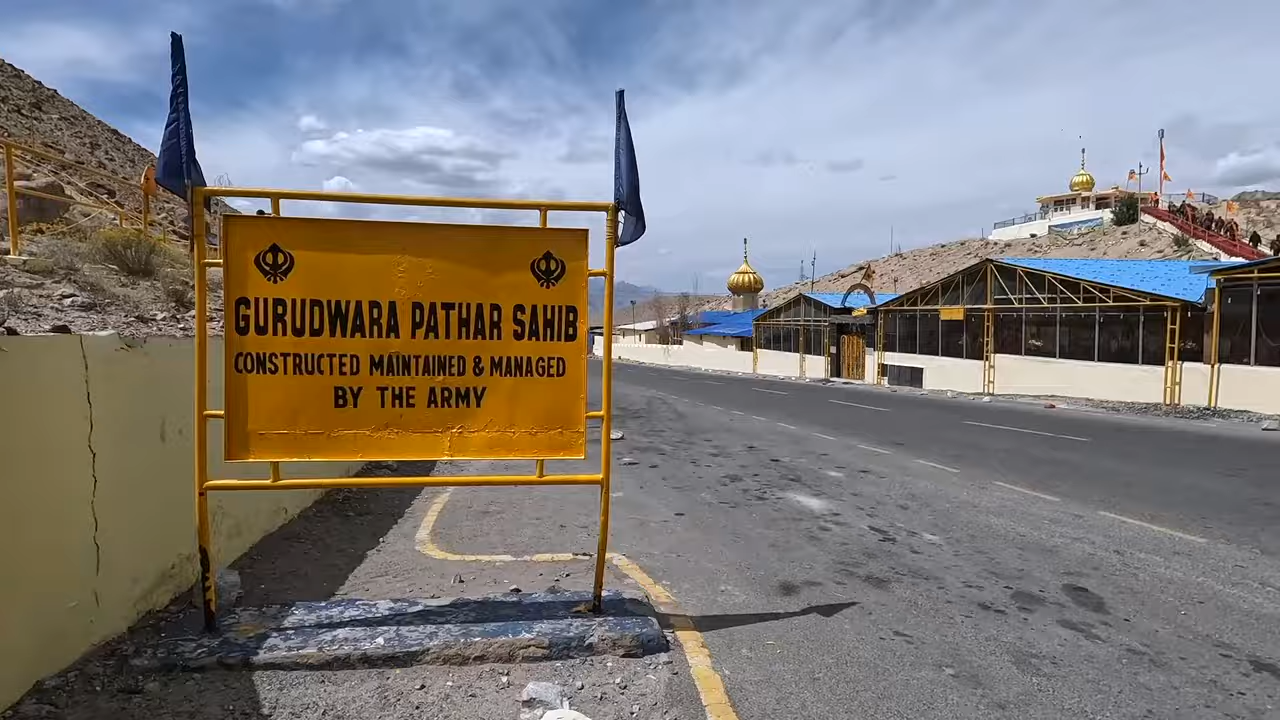 GURUDWARA PATHAR SAHIB
CONSTRUCTED MAINTAINED & MANAGED
BY THE ARMY